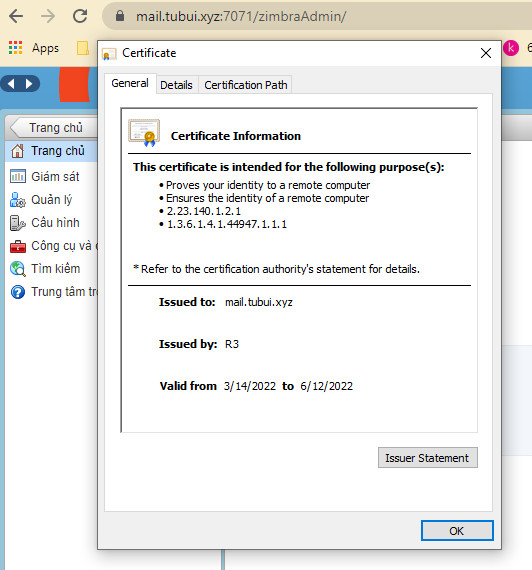 mail.tubui.xyz:7071/zimbraAdmin/
Apps
k
6
Certificate
General
Details
Certification Path
Certificate Information
This certificate is intended for the following purpose(s):
• Proves your identity to a remote computer
• Ensures the identity of a remote computer
• 2.23.140.1.2.1
• 1.3.6.1.4.1.44947.1.1.1
* Refer to the certification authority's statement for details.
Issued to: mail.tubui.xyz
Issued by: R3
Valid from 3/14/2022 to 6/12/2022
Issuer Statement
OK
Trang chủ
Trang chủ
Giám sát
Quản lý
Cấu hình
Công cụ và
Tìm kiếm
Trung tâm